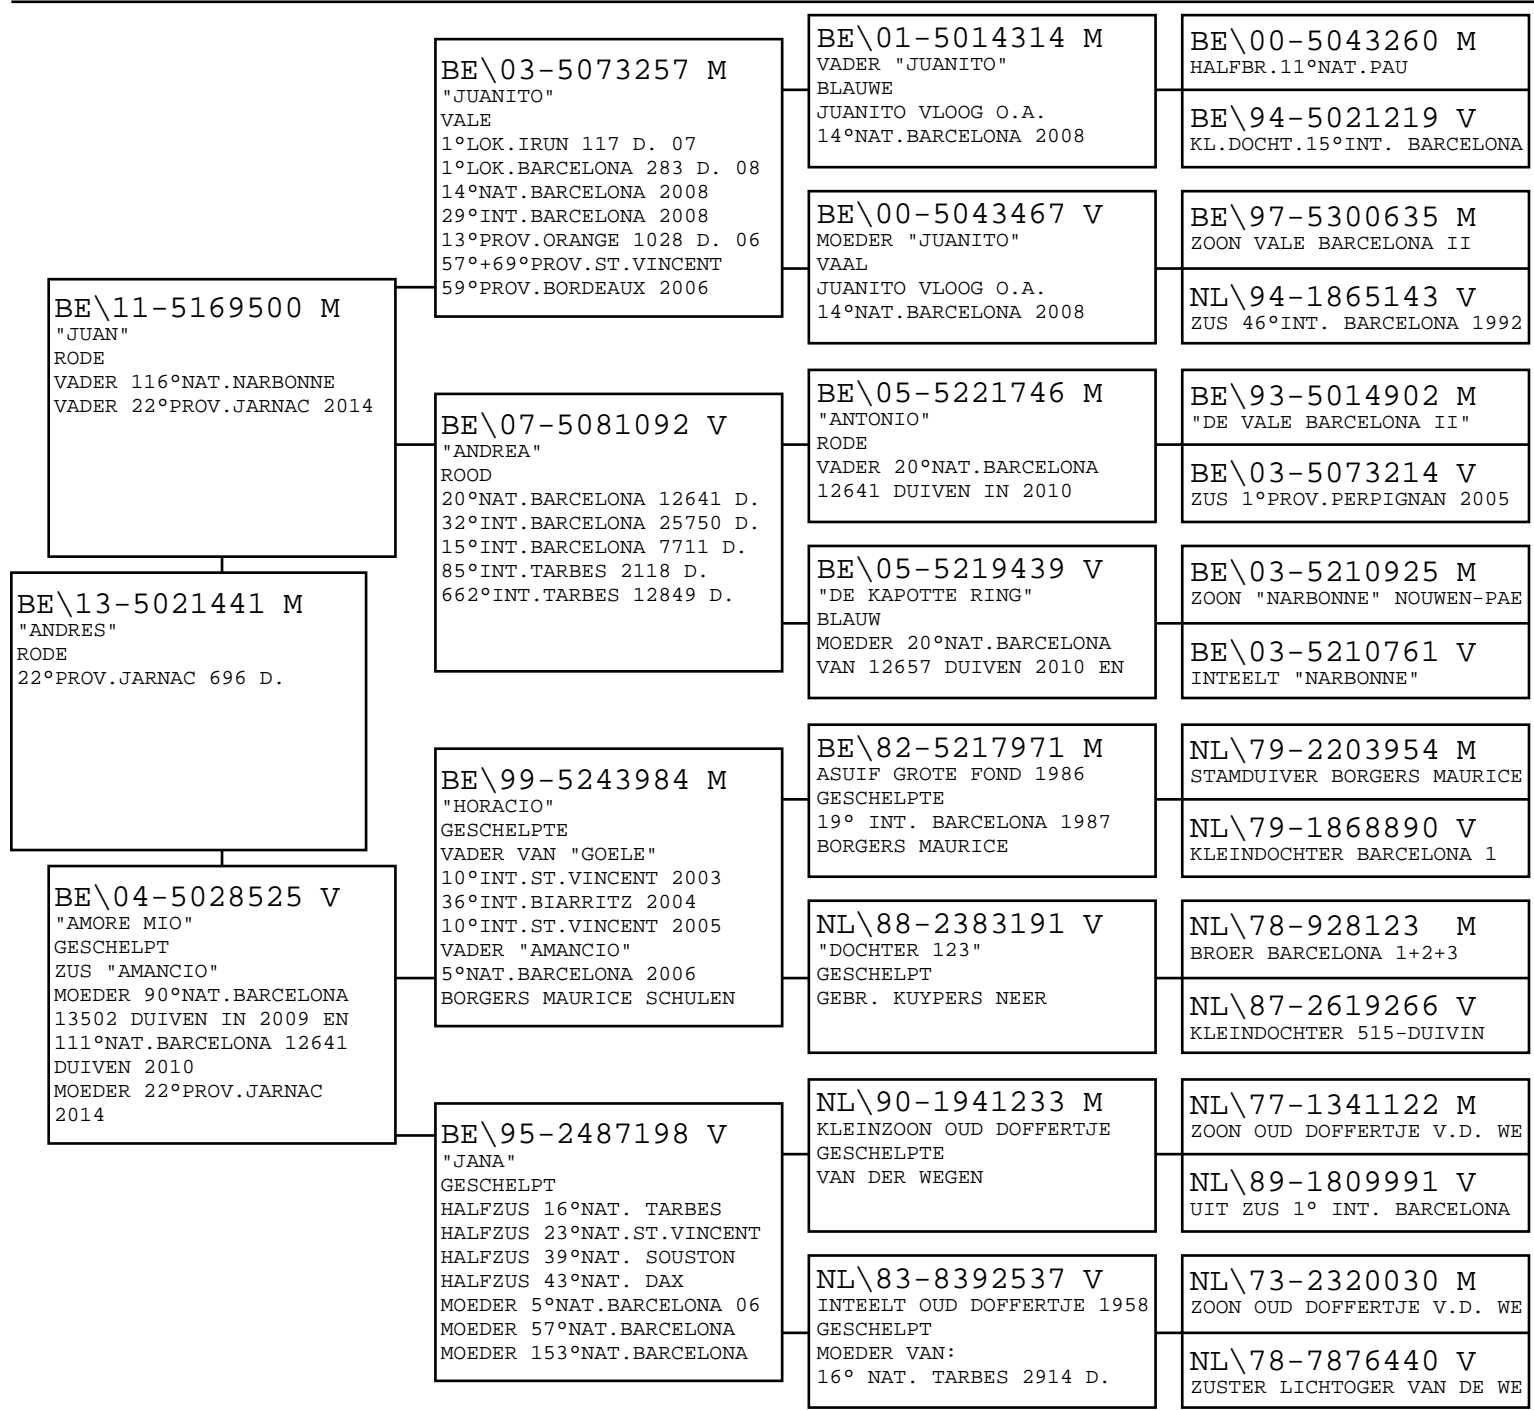 BE\13-5021441 M
"ANDRES"
RODE
22°PROV.JARNAC 696 D.
BE\11-5169500 M
"JUAN"
RODE
VADER 116°NAT.NARBONNE
VADER 22°PROV.JARNAC 2014
BE\04-5028525 V
"AMORE MIO"
GESCHELPT
ZUS "AMANCIO"
MOEDER 90°NAT.BARCELONA
13502 DUIVEN IN 2009 EN
111°NAT.BARCELONA 12641
DUIVEN 2010
MOEDER 22°PROV.JARNAC
2014
BE\03-5073257 M
"JUANITO"
VALE
1°LOK.IRUN 117 D. 07
1°LOK.BARCELONA 283 D. 08
14°NAT.BARCELONA 2008
29°INT.BARCELONA 2008
13°PROV.ORANGE 1028 D. 06
57°+69°PROV.ST.VINCENT
59°PROV.BORDEAUX 2006
BE\07-5081092 V
"ANDREA"
ROOD
20°NAT.BARCELONA 12641 D.
32°INT.BARCELONA 25750 D.
15°INT.BARCELONA 7711 D.
85°INT.TARBES 2118 D.
662°INT.TARBES 12849 D.
BE\99-5243984 M
"HORACIO"
GESCHELPTE
VADER VAN "GOELE"
10°INT.ST.VINCENT 2003
36°INT.BIARRITZ 2004
10°INT.ST.VINCENT 2005
VADER "AMANCIO"
5°NAT.BARCELONA 2006
BORGERS MAURICE SCHULEN
BE\95-2487198 V
"JANA"
GESCHELPT
HALFZUS 16°NAT. TARBES
HALFZUS 23°NAT.ST.VINCENT
HALFZUS 39°NAT. SOUSTON
HALFZUS 43°NAT. DAX
MOEDER 5°NAT.BARCELONA 06
MOEDER 57°NAT.BARCELONA
MOEDER 153°NAT.BARCELONA
BE\01-5014314 M
VADER "JUANITO"
BLAUWE
JUANITO VLOOG O.A.
14°NAT.BARCELONA 2008
BE\00-5043467 V
MOEDER "JUANITO"
VAAL
JUANITO VLOOG O.A.
14°NAT.BARCELONA 2008
BE\05-5221746 M
"ANTONIO"
RODE
VADER 20°NAT.BARCELONA
12641 DUIVEN IN 2010
BE\05-5219439 V
"DE KAPOTTE RING"
BLAUW
MOEDER 20°NAT.BARCELONA
VAN 12657 DUIVEN 2010 EN
BE\82-5217971 M
ASUIF GROTE FOND 1986
GESCHELPTE
19° INT. BARCELONA 1987
BORGERS MAURICE
NL\88-2383191 V
"DOCHTER 123"
GESCHELPT
GEBR. KUYPERS NEER
NL\90-1941233 M
KLEINZOON OUD DOFFERTJE
GESCHELPTE
VAN DER WEGEN
NL\83-8392537 V
INTEELT OUD DOFFERTJE 1958
GESCHELPT
MOEDER VAN:
16° NAT. TARBES 2914 D.
BE\00-5043260 M
HALFBR.11°NAT.PAU
BE\94-5021219 V
KL.DOCHT.15°INT. BARCELONA
BE\97-5300635 M
ZOON VALE BARCELONA II
NL\94-1865143 V
ZUS 46°INT. BARCELONA 1992
BE\93-5014902 M
"DE VALE BARCELONA II"
BE\03-5073214 V
ZUS 1°PROV.PERPIGNAN 2005
BE\03-5210925 M
ZOON "NARBONNE" NOUWEN-PAE
BE\03-5210761 V
INTEELT "NARBONNE"
NL\79-2203954 M
STAMDUIVER BORGERS MAURICE
NL\79-1868890 V
KLEINDOCHTER BARCELONA 1
NL\78-928123 M
BROER BARCELONA 1+2+3
NL\87-2619266 V
KLEINDOCHTER 515-DUIVIN
NL\77-1341122 M
ZOON OUD DOFFERTJE V.D. WE
NL\89-1809991 V
UIT ZUS 1° INT. BARCELONA
NL\73-2320030 M
ZOON OUD DOFFERTJE V.D. WE
NL\78-7876440 V
ZUSTER LICHTOGER VAN DE WE